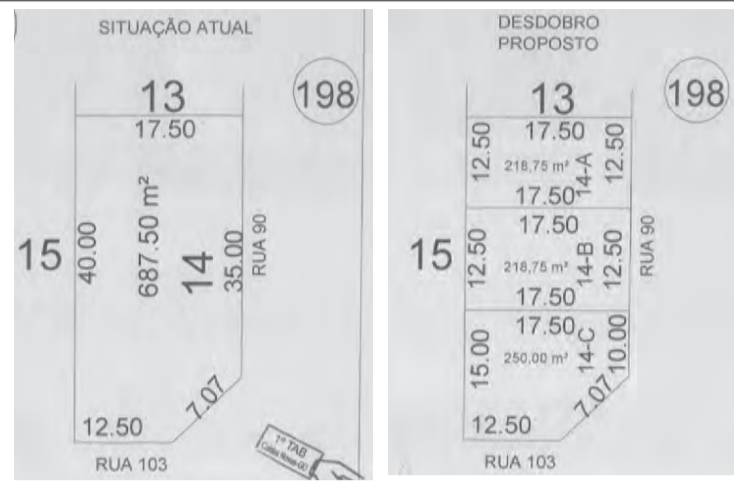 SITUAÇÃO ATUAL
198
13
17.50
15
40.00
687.50 m²
14
35.00
RUA 90
7.07
12.50
RUA 103
1º TAB
Caldas Novas-GO
DESDOBRO
PROPOSTO
198
13
17.50
12.50
218,75 m²
14-A
12.50
17.50
15
17.50
12.50
218,75 m²
14-B
12.50
RUA 90
17.50
17.50
15.00
250,00 m²
14-C
10.00
7.07
12.50
RUA 103